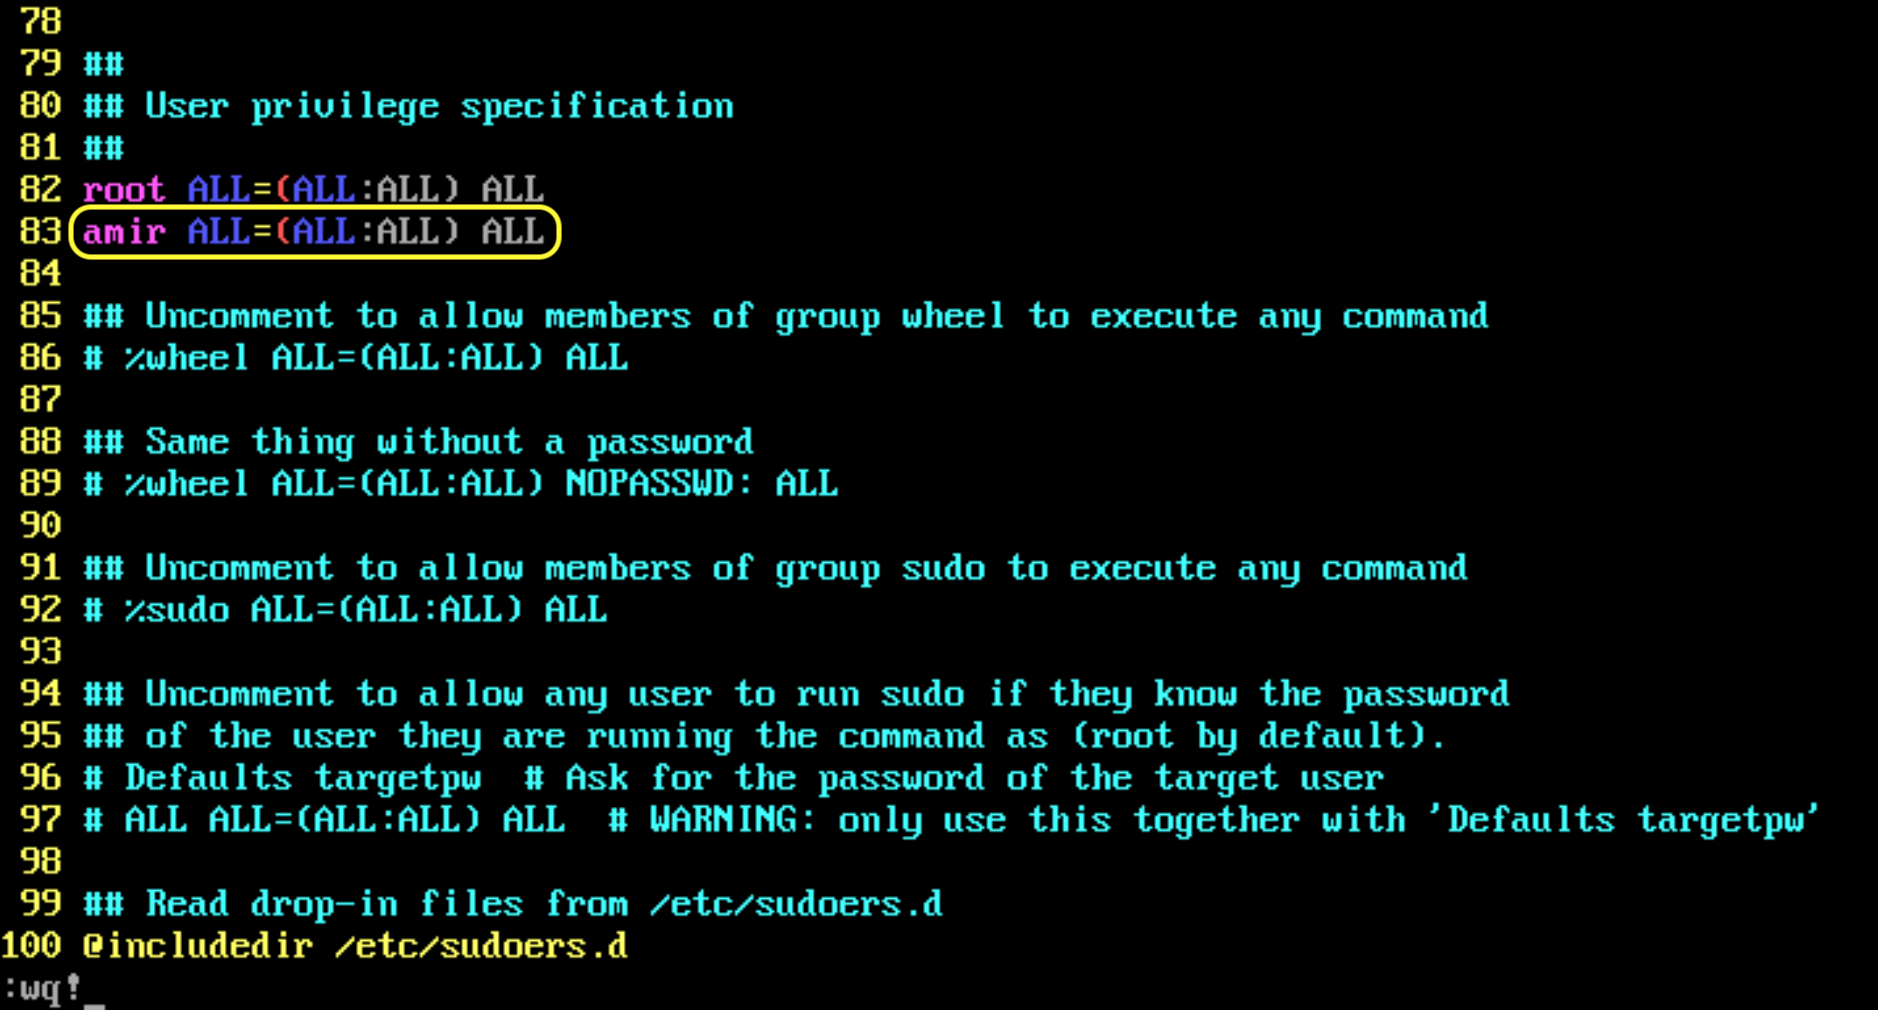 78
79 ##
80 ## User privilege specification
81 ##
82 root ALL=(ALL:ALL) ALL
83 amir ALL=(ALL:ALL) ALL
84
85 ## Uncomment to allow members of group wheel to execute any command
86 # %wheel ALL=(ALL:ALL) ALL
87
88 ## Same thing without a password
89 # %wheel ALL=(ALL:ALL) NOPASSWD: ALL
90
91 ## Uncomment to allow members of group sudo to execute any command
92 # %sudo ALL=(ALL:ALL) ALL
93
94 ## Uncomment to allow any user to run sudo if they know the password
95 ## of the user they are running the command as (root by default).
96 # Defaults targetpw  # Ask for the password of the target user
97 # ALL ALL=(ALL:ALL) ALL  # WARNING: only use this together with 'Defaults targetpw'
98
99 ## Read drop-in files from /etc/sudoers.d
100 @includedir /etc/sudoers.d
:wq!_